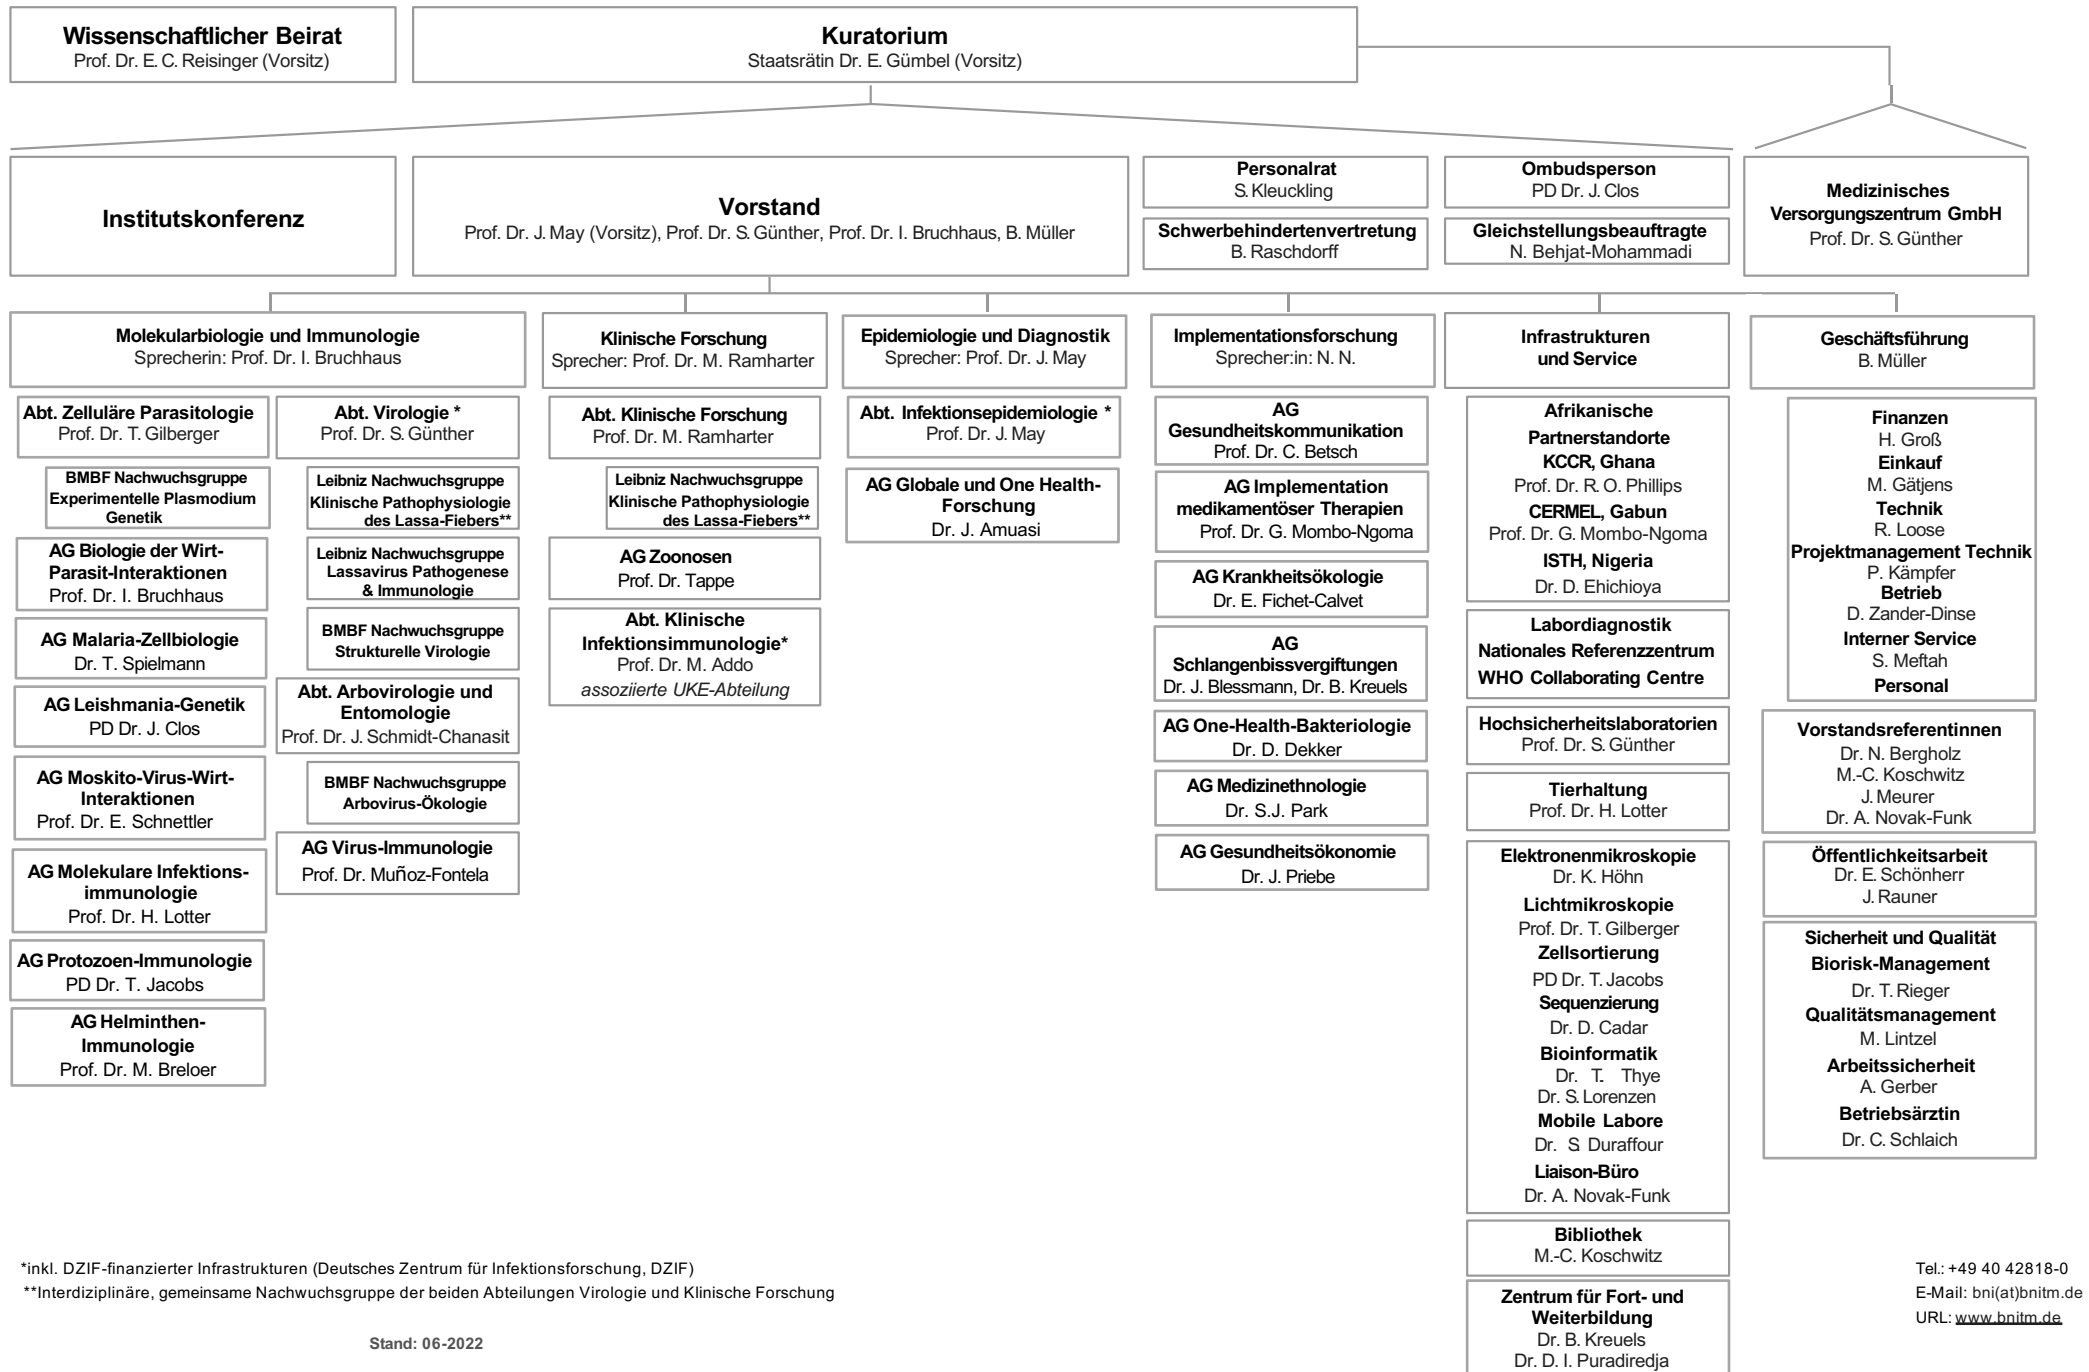 Wissenschaftlicher Beirat
Prof. Dr. E. C. Reisinger (Vorsitz)
Kuratorium
Staatsrätin Dr. E. Gümbel (Vorsitz)
Institutskonferenz
Vorstand
Prof. Dr. J. May (Vorsitz), Prof. Dr. S. Günther, Prof. Dr. I. Bruchhaus, B. Müller
Personalrat
S. Kleuckling
Schwerbehindertenvertretung
B. Raschdorff
Ombudsperson
PD Dr. J. Clos
Gleichstellungsbeauftragte
N. Behjat-Mohammadi
Medizinisches
Versorgungszentrum GmbH
Prof. Dr. S. Günther
Molekularbiologie und Immunologie
Sprecherin: Prof. Dr. I. Bruchhaus
Abt. Zelluläre Parasitologie
Prof. Dr. T. Gilberger
BMBF Nachwuchsgruppe
Experimentelle Plasmodium
Genetik
AG Biologie der Wirt-
Parasit-Interaktionen
Prof. Dr. I. Bruchhaus
AG Malaria-Zellbiologie
Dr. T. Spielmann
AG Leishmania-Genetik
PD Dr. J. Clos
AG Moskito-Virus-Wirt-
Interaktionen
Prof. Dr. E. Schnettler
AG Molekulare Infektions-
immunologie
Prof. Dr. H. Lotter
AG Protozoen-Immunologie
PD Dr. T. Jacobs
AG Helminthen-
Immunologie
Prof. Dr. M. Breloer
Abt. Virologie *
Prof. Dr. S. Günther
Leibniz Nachwuchsgruppe
Klinische Pathophysiologie
des Lassa-Fiebers**
Leibniz Nachwuchsgruppe
Lassavirus Pathogenese
& Immunologie
BMBF Nachwuchsgruppe
Strukturelle Virologie
Abt. Arbovirologie und
Entomologie
Prof. Dr. J. Schmidt-Chanasit
BMBF Nachwuchsgruppe
Arbovirus-Ökologie
AG Virus-Immunologie
Prof. Dr. Muñoz-Fontela
Klinische Forschung
Sprecher: Prof. Dr. M. Ramharter
Abt. Klinische Forschung
Prof. Dr. M. Ramharter
Leibniz Nachwuchsgruppe
Klinische Pathophysiologie
des Lassa-Fiebers**
AG Zoonosen
Prof. Dr. Tappe
Abt. Klinische
Infektionsimmunologie*
Prof. Dr. M. Addo
assoziierte UKE-Abteilung
Epidemiologie und Diagnostik
Sprecher: Prof. Dr. J. May
Abt. Infektionsepidemiologie *
Prof. Dr. J. May
AG Globale und One Health-
Forschung
Dr. J. Amuasi
Implementationsforschung
Sprecher:in: N. N.
AG
Gesundheitskommunikation
Prof. Dr. C. Betsch
AG Implementation
medikamentöser Therapien
Prof. Dr. G. Mombo-Ngoma
AG Krankheitsökologie
Dr. E. Fichet-Calvet
AG
Schlangenbissvergiftungen
Dr. J. Blessmann, Dr. B. Kreuels
AG One-Health-Bakteriologie
Dr. D. Dekker
AG Medizinethnologie
Dr. S.J. Park
AG Gesundheitsökonomie
Dr. J. Priebe
Infrastrukturen
und Service
Afrikanische
Partnerstandorte
KCCR, Ghana
Prof. Dr. R. O. Phillips
CERMEL, Gabun
Prof. Dr. G. Mombo-Ngoma
ISTH, Nigeria
Dr. D. Ehichioya
Labordiagnostik
Nationales Referenzzentrum
WHO Collaborating Centre
Hochsicherheitslaboratorien
Prof. Dr. S. Günther
Tierhaltung
Prof. Dr. H. Lotter
Elektronenmikroskopie
Dr. K. Höhn
Lichtmikroskopie
Prof. Dr. T. Gilberger
Zellsortierung
PD Dr. T. Jacobs
Sequenzierung
Dr. D. Cadar
Bioinformatik
Dr. T. Thye
Dr. S. Lorenzen
Mobile Labore
Dr. S Duraffour
Liaison-Büro
Dr. A. Novak-Funk
Bibliothek
M.-C. Koschwitz
Zentrum für Fort- und
Weiterbildung
Dr. B. Kreuels
Dr. D. I. Puradiredja
Geschäftsführung
B. Müller
Finanzen
H. Groß
Einkauf
M. Gätjens
Technik
R. Loose
Projektmanagement Technik
P. Kämpfer
Betrieb
D. Zander-Dinse
Interner Service
S. Meftah
Personal
Vorstandsreferentinnen
Dr. N. Bergholz
M.-C. Koschwitz
J. Meurer
Dr. A. Novak-Funk
Öffentlichkeitsarbeit
Dr. E. Schönherr
J. Rauner
Sicherheit und Qualität
Biorisk-Management
Dr. T. Rieger
Qualitätsmanagement
M. Lintzel
Arbeitssicherheit
A. Gerber
Betriebsärztin
Dr. C. Schlaich
*inkl. DZIF-finanzierter Infrastrukturen (Deutsches Zentrum für Infektionsforschung, DZIF)
**Interdiziplinäre, gemeinsame Nachwuchsgruppe der beiden Abteilungen Virologie und Klinische Forschung
Stand: 06-2022
Tel.: +49 40 42818-0
E-Mail: bni(at)bnitm.de
URL: www.bnitm.de